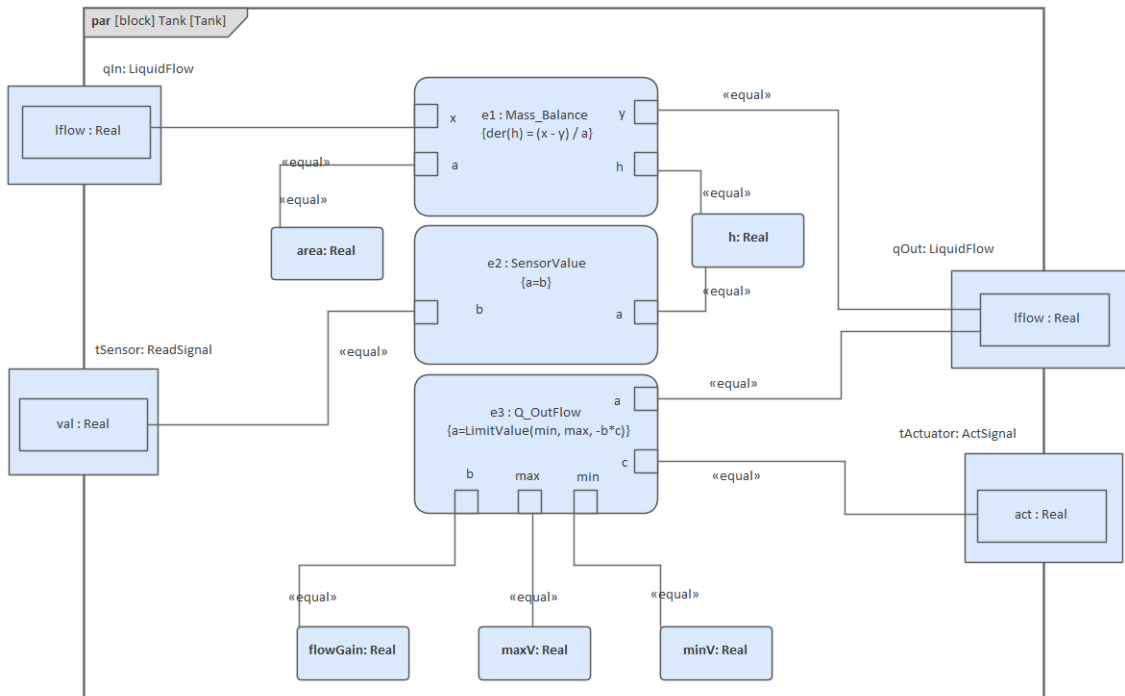 par [block] Tank [Tank]
qIn: LiquidFlow
lflow : Real
x
e1 : Mass_Balance
{der(h) = (x - y) / a}
y
a
h
«equal»
«equal»
«equal»
«equal»
area: Real
h: Real
e2 : SensorValue
{a=b}
b
a
«equal»
qOut: LiquidFlow
lflow : Real
tSensor: ReadSignal
«equal»
val : Real
e3 : Q_OutFlow
{a=LimitValue(min, max, -b*c)}
a
c
b
max
min
«equal»
tActuator: ActSignal
«equal»
act : Real
«equal»
«equal»
«equal»
flowGain: Real
maxV: Real
minV: Real